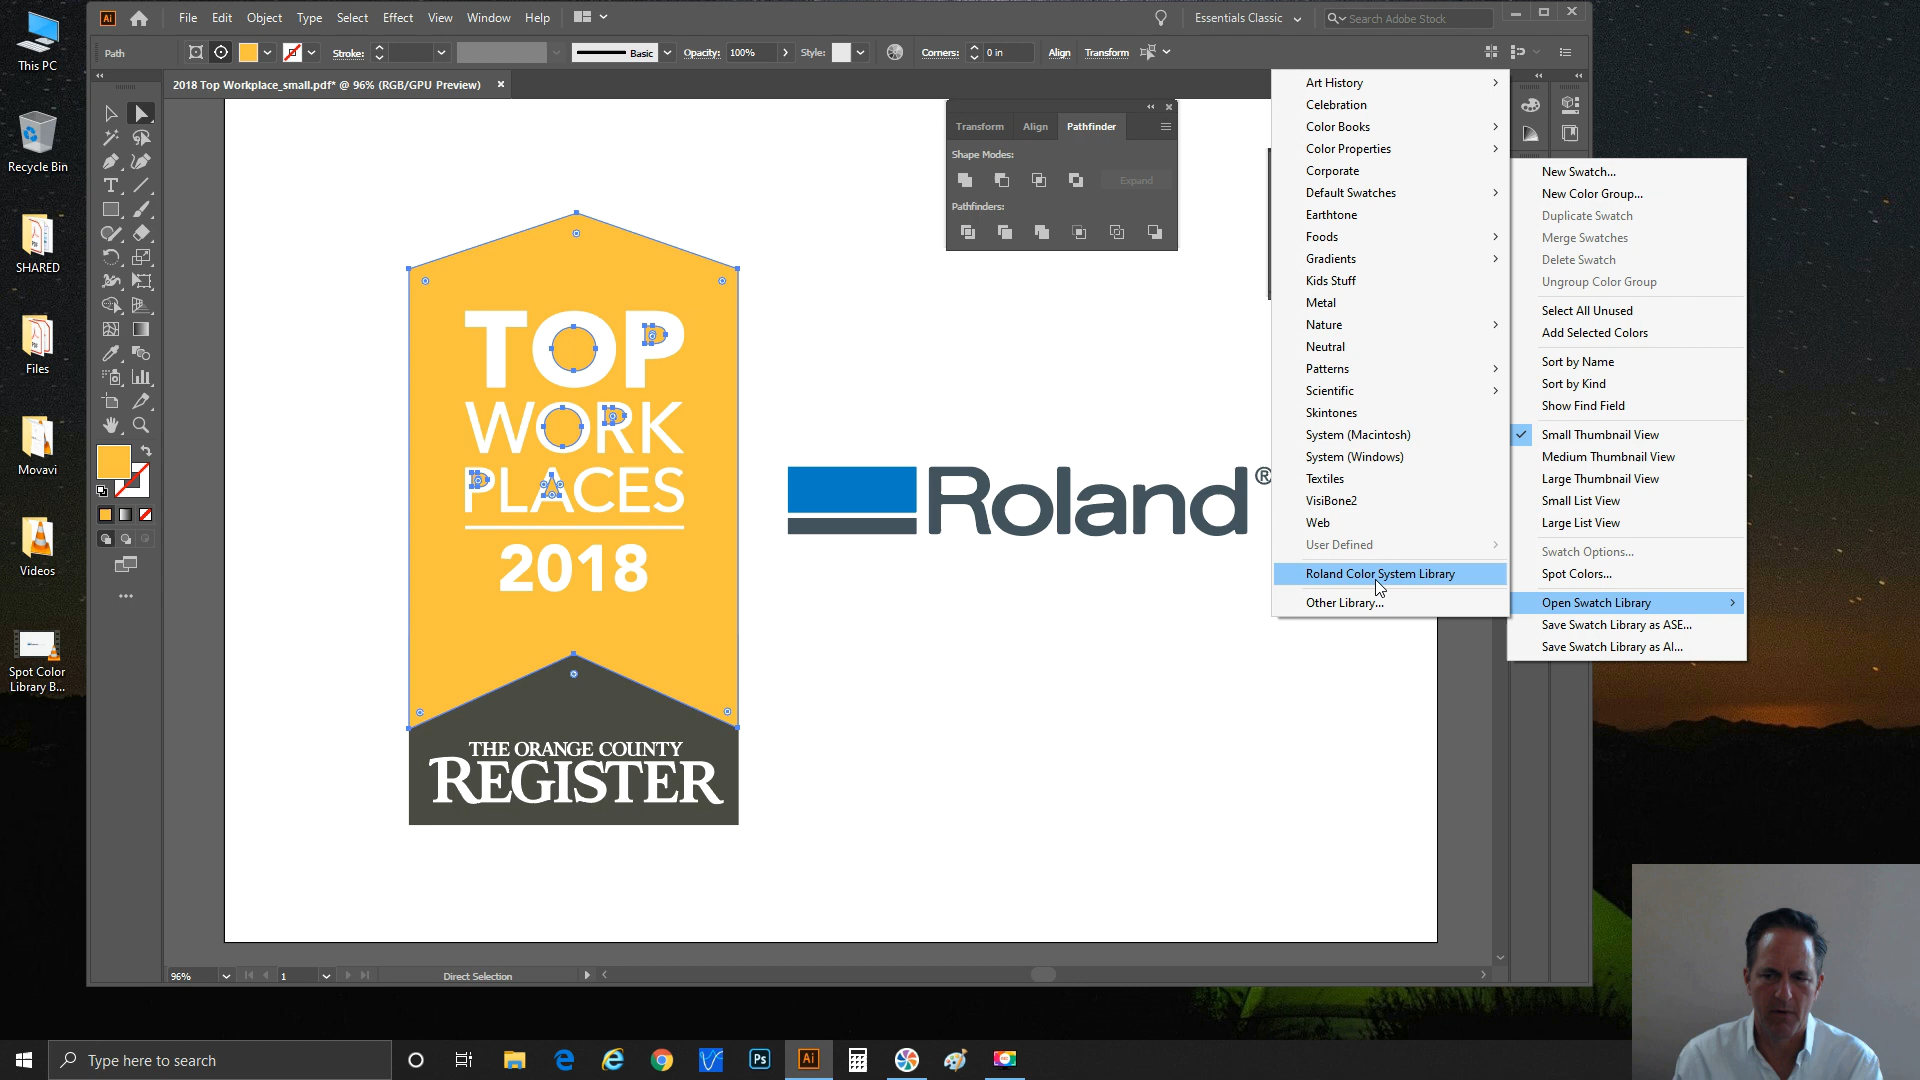 This PC
Recycle Bin
SHARED
Files
Movavi
Videos
Spot Color
Library B...
Ai
File Edit Object Type Select Effect View Window Help
Essentials Classic
Search Adobe Stock
Path
Stroke:
Basic
Opacity: 100%
Style:
Corners: 0 in
Align
Transform
2018 Top Workplace_small.pdf* @ 96% (RGB/GPU Preview)
Transform Align Pathfinder
Shape Modes:
Expand
Pathfinders:
Art History
Celebration
Color Books
Color Properties
Corporate
Default Swatches
Earthtone
Foods
Gradients
Kids Stuff
Metal
Nature
Neutral
Patterns
Scientific
Skintones
System (Macintosh)
System (Windows)
Textiles
VisiBone2
Web
User Defined
Roland Color System Library
Other Library...
New Swatch...
New Color Group...
Duplicate Swatch
Merge Swatches
Delete Swatch
Ungroup Color Group
Select All Unused
Add Selected Colors
Sort by Name
Sort by Kind
Show Find Field
Small Thumbnail View
Medium Thumbnail View
Large Thumbnail View
Small List View
Large List View
Swatch Options...
Spot Colors...
Open Swatch Library
Save Swatch Library as ASE...
Save Swatch Library as AI...
TOP
WORK
PLACES
2018
THE ORANGE COUNTY
REGISTER
Roland®
96%
1
Direct Selection
Type here to search
Ps
Ai